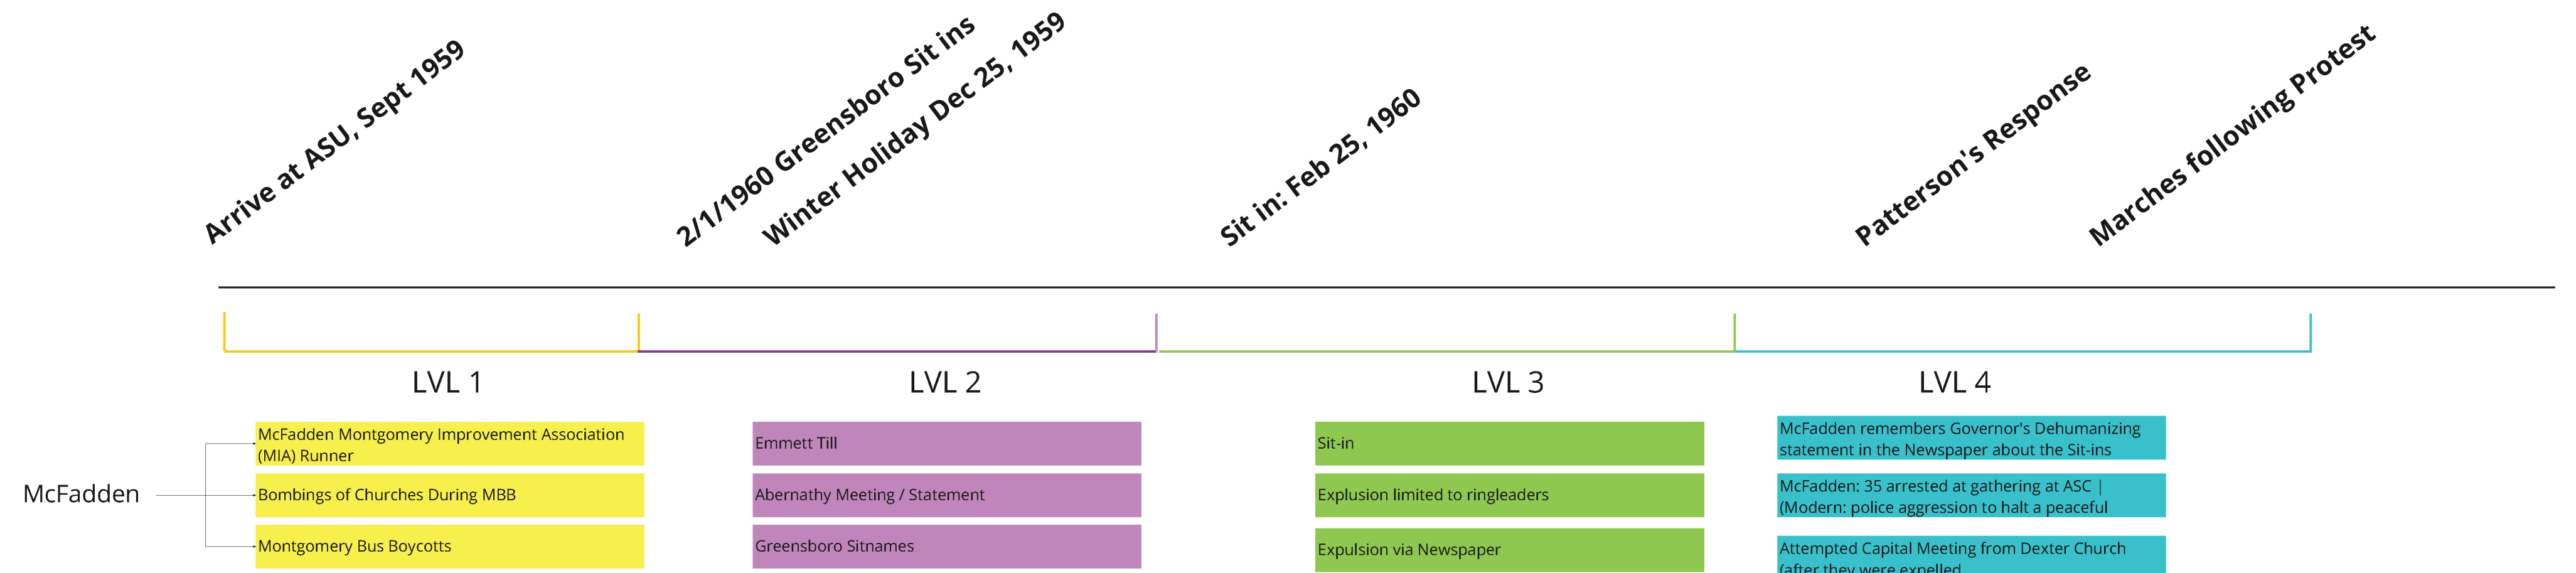 Arrive at ASU, Sept 1959
2/1/1960 Greensboro Sit ins
Winter Holiday Dec 25, 1959
Sit in: Feb 25, 1960
Patterson's Response
Marches following Protest
LVL 1
LVL 2
LVL 3
LVL 4
McFadden
McFadden Montgomery Improvement Association
(MIA) Runner
Bombings of Churches During MBB
Montgomery Bus Boycotts
Emmett Till
Abernathy Meeting / Statement
Greensboro Sitnames
Sit-in
Explusion limited to ringleaders
Expulsion via Newspaper
McFadden remembers Governor's Dehumanizing
statement in the Newspaper about the Sit-ins
McFadden: 35 arrested at gathering at ASC |
(Modern: police aggression to halt a peaceful
Attempted Capital Meeting from Dexter Church
(after they were expelled